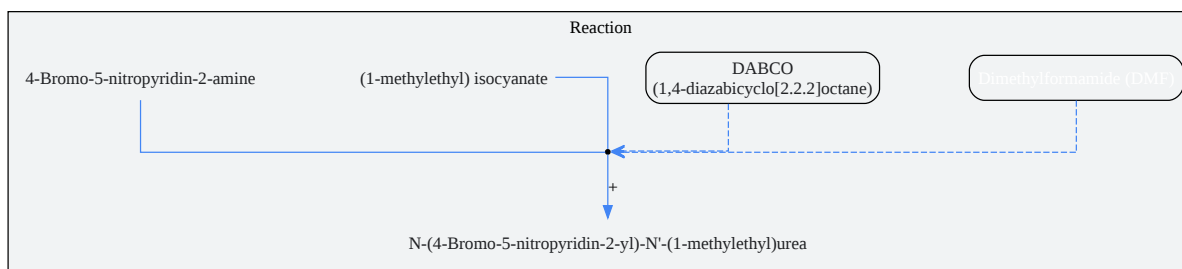 Reaction
4-Bromo-5-nitropyridin-2-amine
(1-methylethyl) isocyanate
DABCO
(1,4-diazabicyclo[2.2.2]octane)
Dimethylformamide (DMF)
+
N-(4-Bromo-5-nitropyridin-2-yl)-N'-(1-methylethyl)urea